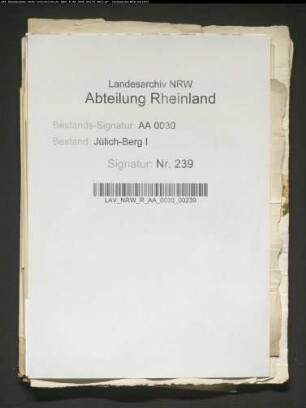 Landesarchiv NRW
Abteilung Rheinland
Bestands-Signatur: AA 0030
Bestand: Jülich-Berg I
Signatur: Nr. 239
LAV_NRW_R_AA_0030_00239